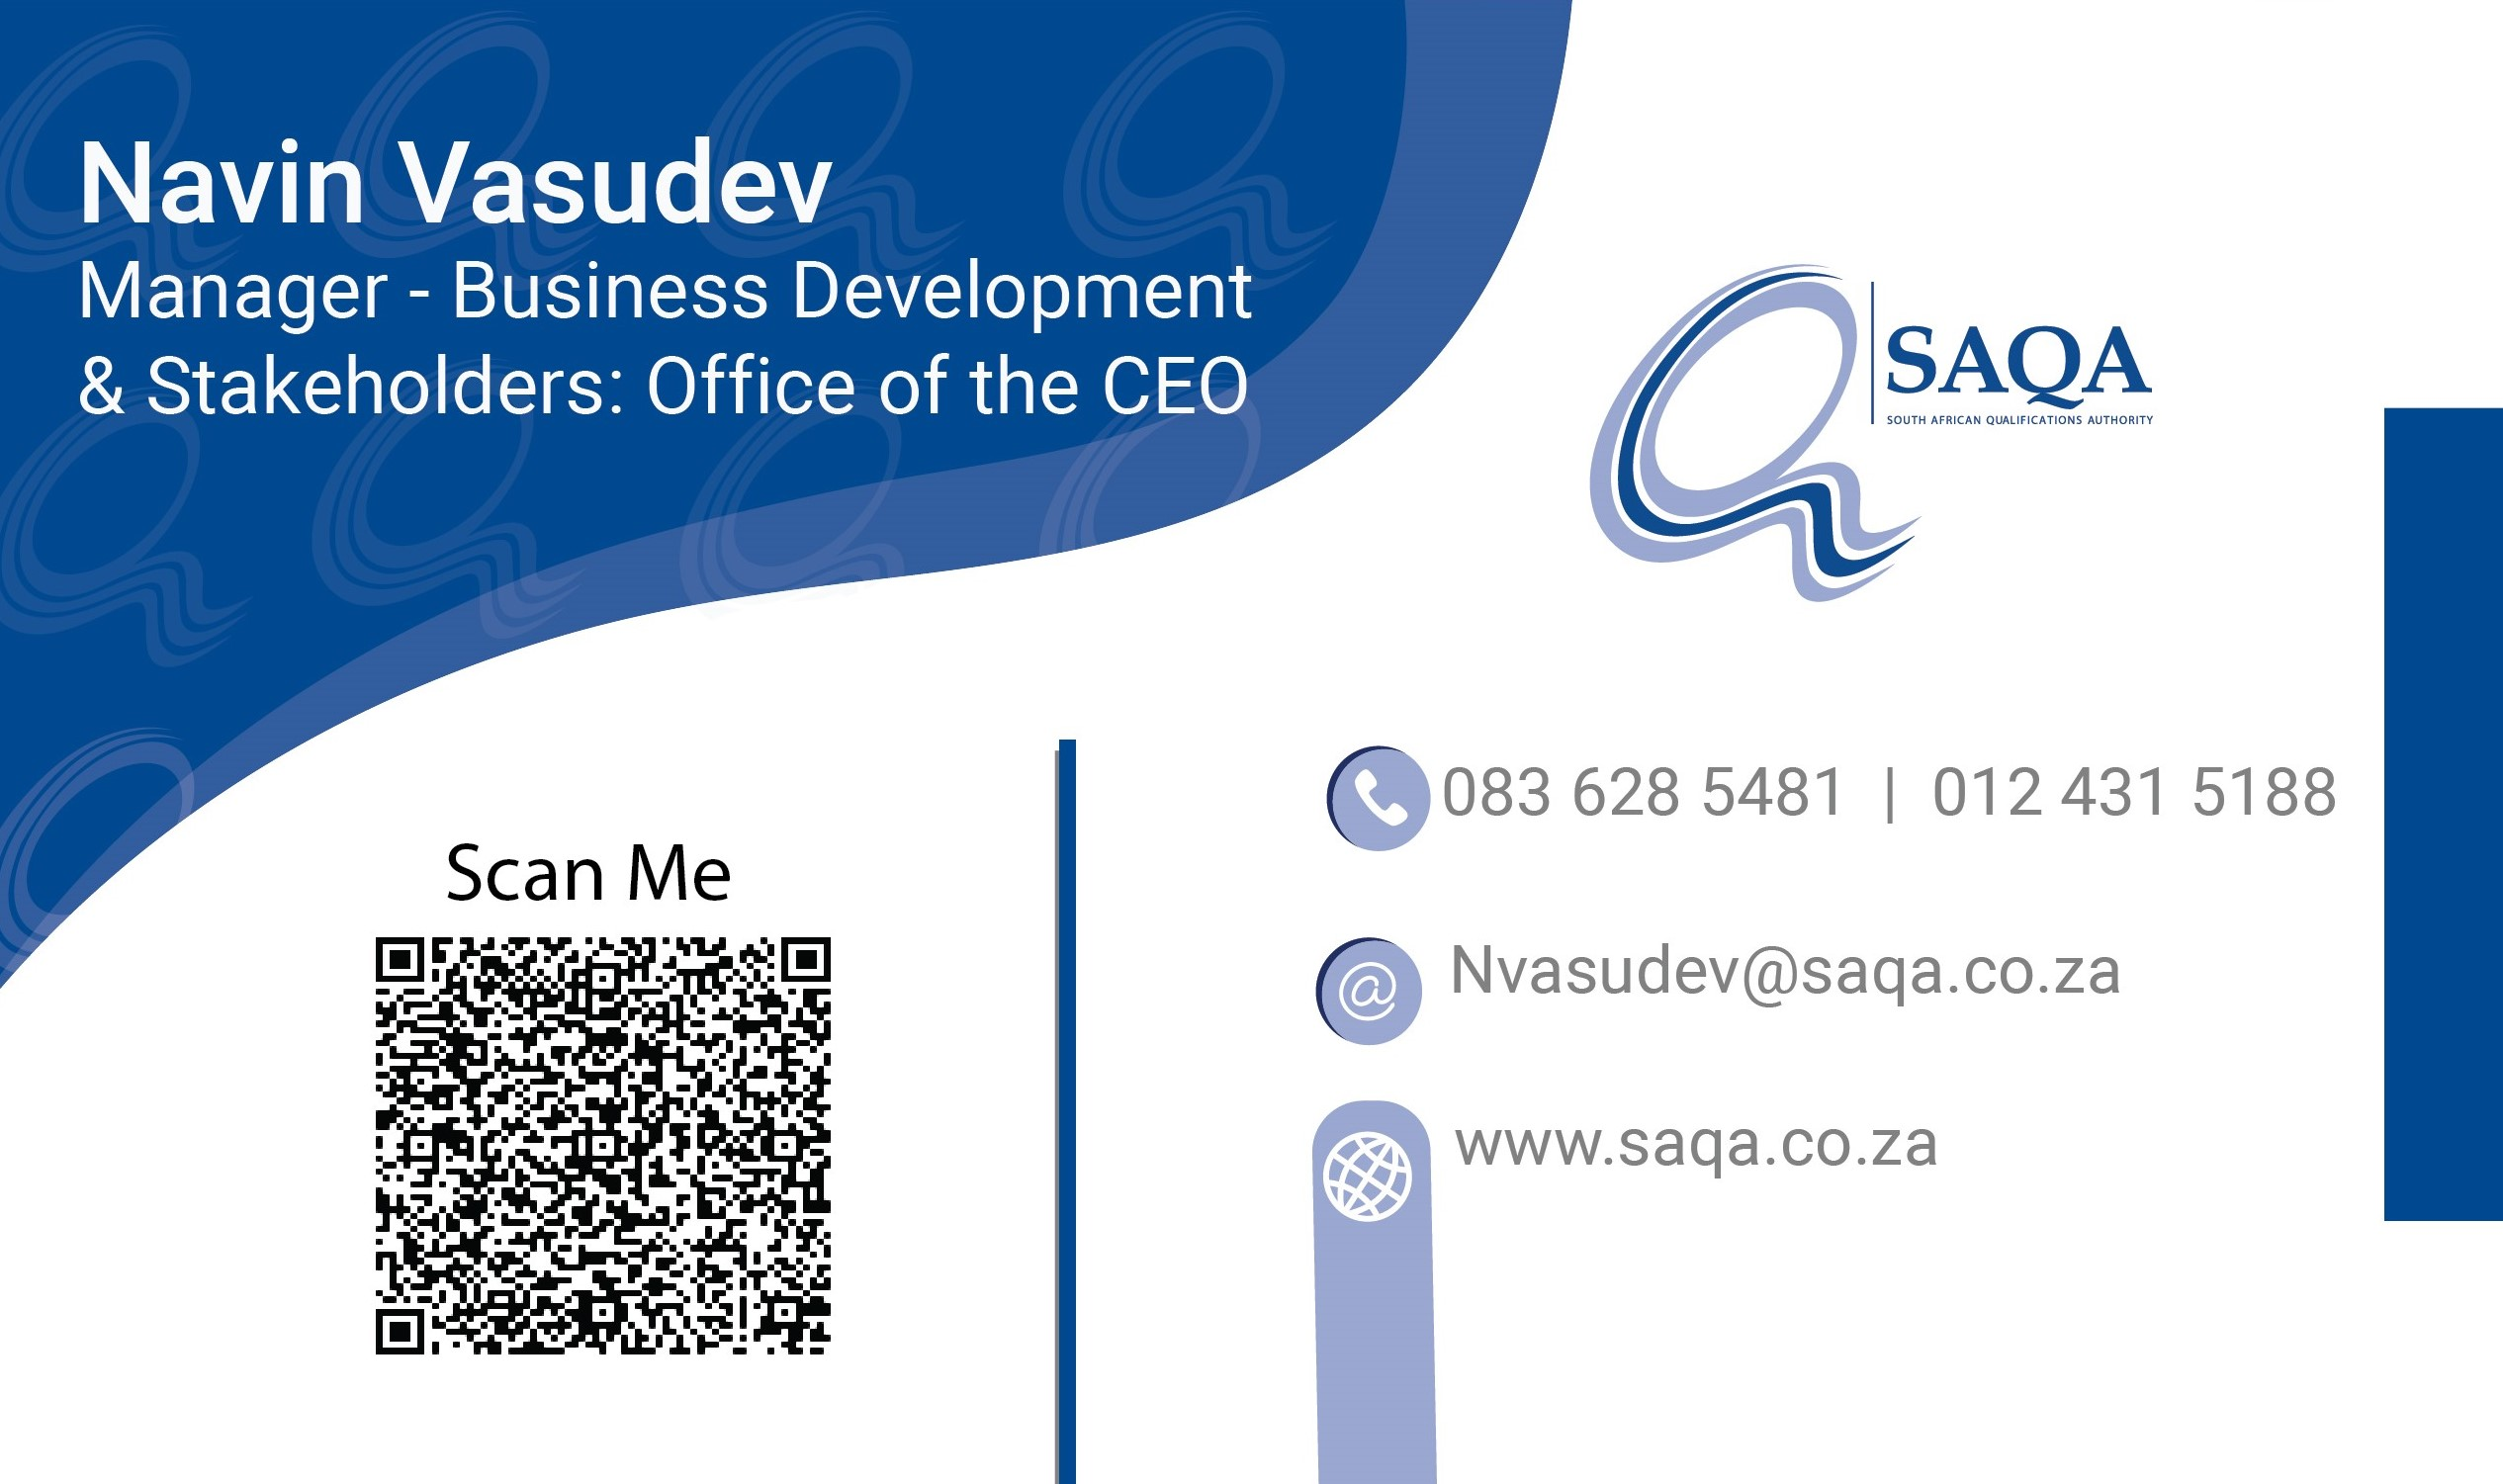 Navin Vasudev
Manager - Business Development
& Stakeholders: Office of the CEO
SAQA
SOUTH AFRICAN QUALIFICATIONS AUTHORITY
Scan Me
083 628 5481 | 012 431 5188
Nvasudev@saqa.co.za
www.saqa.co.za